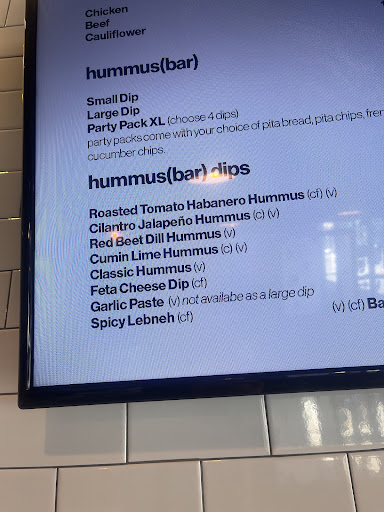 Chicken
Beef
Cauliflower
hummus(bar)
Small Dip
Large Dip
Party Pack XL (choose 4 dips)
party packs come with your choice of pita bread, pita chips,
cucumber chips.
hummus(bar) dips
Roasted Tomato Habanero Hummus (cf) (v)
Cilantro Jalapeño Hummus (c) (v)
Red Beet Dill Hummus (v)
Cumin Lime Hummus (c) (v)
Classic Hummus (v)
Feta Cheese Dip (cf)
Garlic Paste (v) not availabe as a large dip
Spicy Lebneh (cf)
(v) (cf)